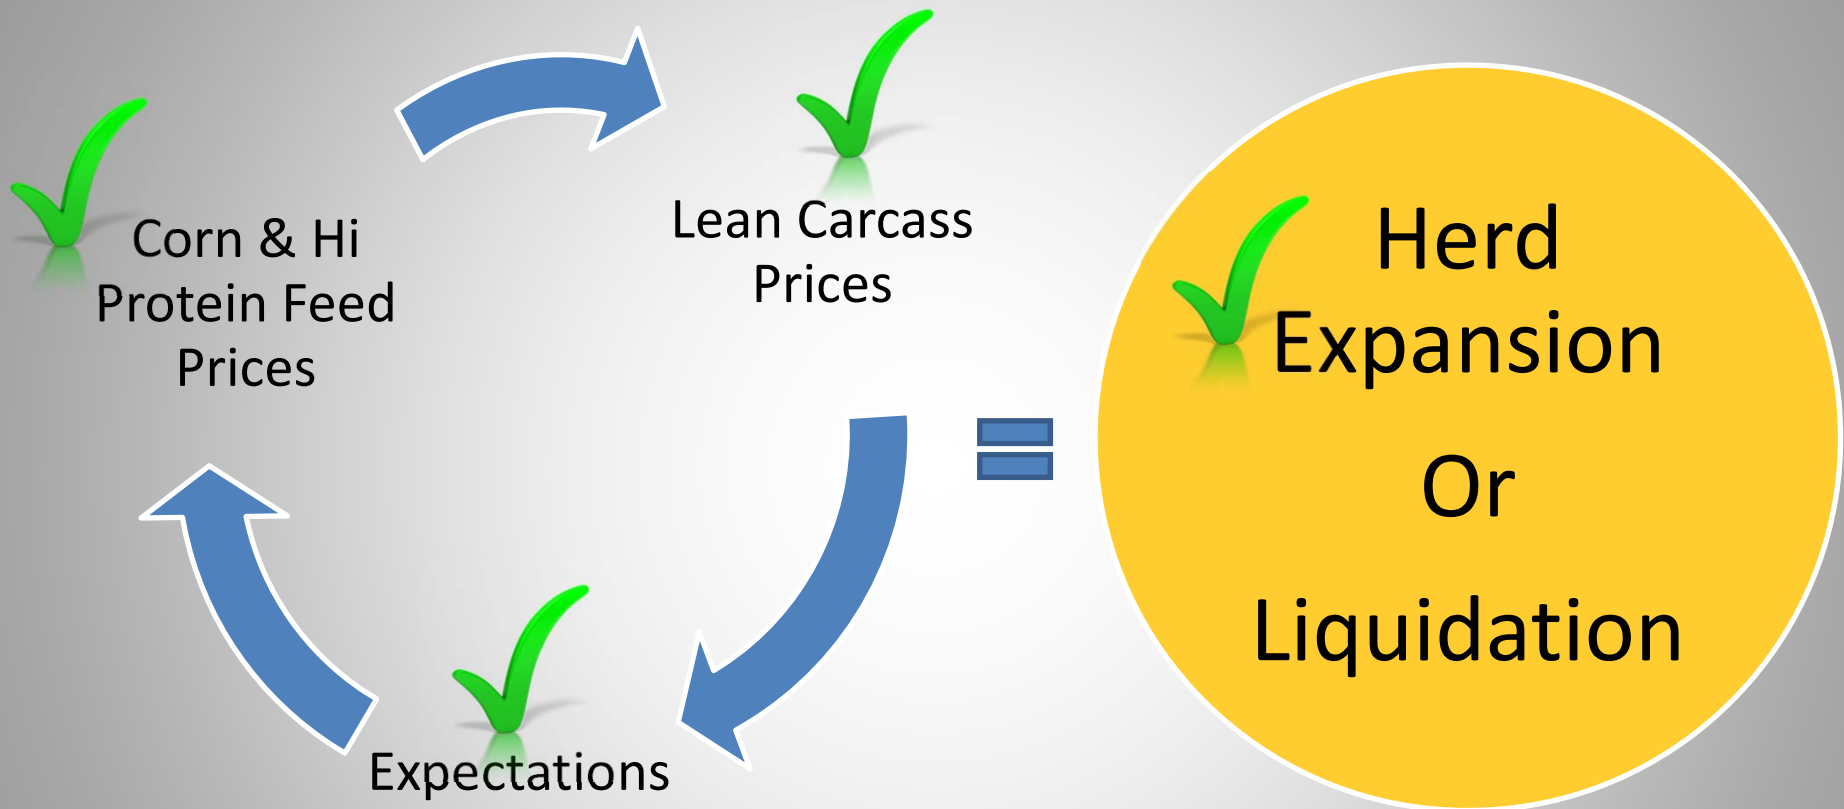 Corn & Hi
Protein Feed
Prices
Lean Carcass
Prices
Expectations
Herd
Expansion
Or
Liquidation